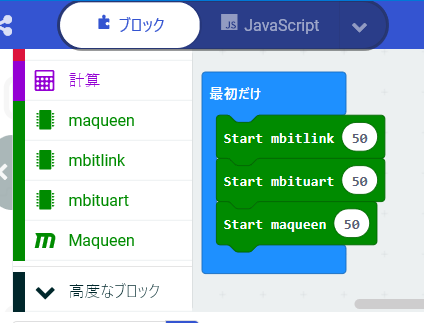 ブロック
JavaScript
計算
maqueen
mbitlink
mbituart
Maqueen
高度なブロック
最初だけ
Start mbitlink 50
Start mbituart 50
Start maqueen 50